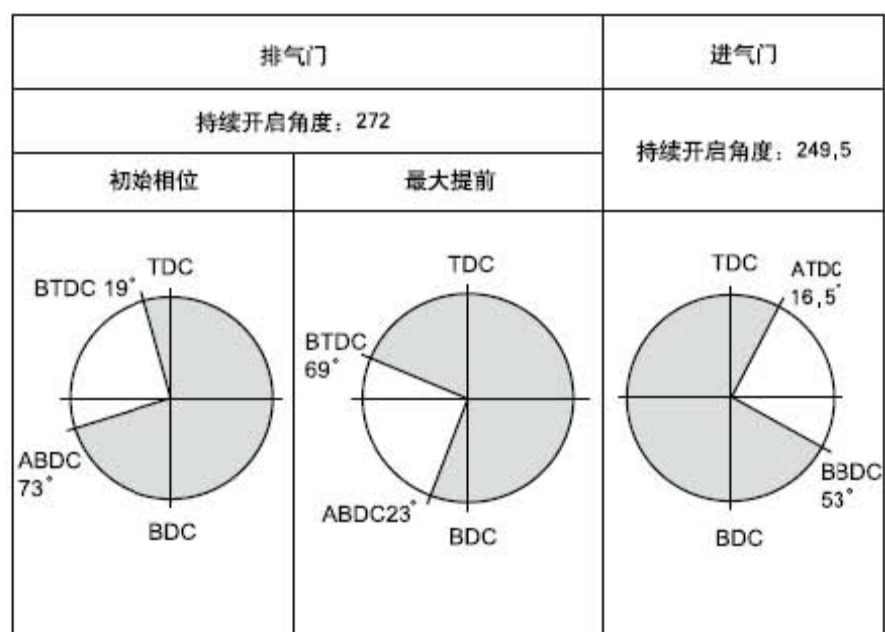 排气门
进气门
持续开启角度：272
持续开启角度：249,5
初始相位
最大提前
BTDC 19°
TDC
ABDC
73°
BDC
TDC
BTDC
69°
ABDC23°
BDC
TDC
ATDC
16,5°
BBDC
53°
BDC